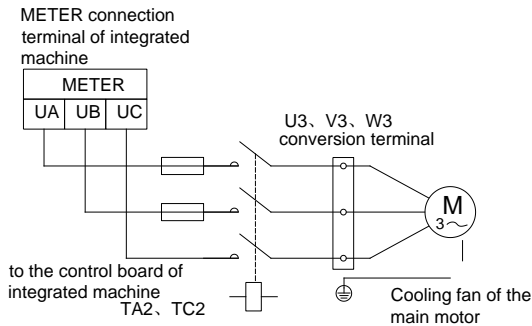 METER connection
terminal of integrated
machine
METER
UA UB UC
U3、V3、W3
conversion terminal
M
3～
to the control board of
integrated machine
TA2、TC2
Cooling fan of the
main motor